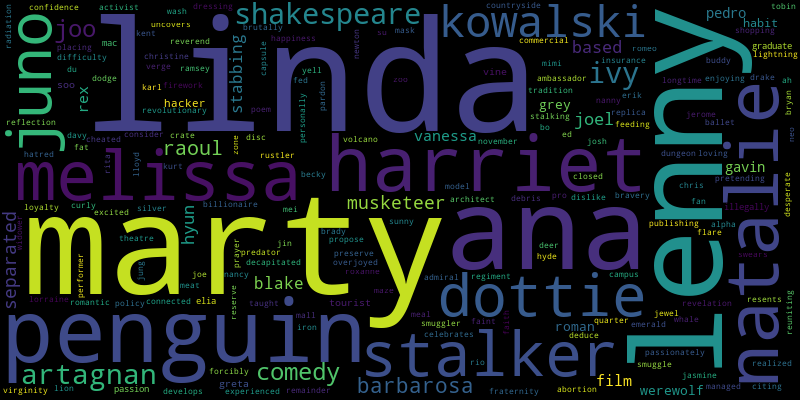 linda
marty
lenny
penguin
harriet
melissa
ana
natalie
stalker
dottie
kowalski
juno
shakespeare
artagnan
ivy
joo
raoul
comedy
barbarosa
musketeer
hyun
stabbing
separated
blake
vanessa
joel
based
pedro
rex
grey
film
werewolf
gavin
roman
hacker
habit
confidence
activist
wash
dressing
countryside
tobin
radiation
uncovers
brutally
mask
commercial
romeo
shopping
graduate
lightning
placing
mac
kent
reverend
happiness
newton
su
difficulty
christine
capsule
yell
mimi
insurance
buddy
enjoying
drake
ah
du
verge
ramsey
zoo
vine
ambassador
longtime
soo
dodge
karl
firework
fed
personally
pardon
tradition
erik
nanny
bryan
reflection
revolutionary
poem
stalking
replica
jerome
ballet
neo
davy
cheated
consider
crate
disc
zone
november
bo
ed
feeding
josh
fat
hatred
rita
lloyd
kurt
rustler
volcano
closed
dungeon
loving
pretending
desperate
becky
model
debris
pro
dislike
bravery
chris
fan
illegally
loyalty
curly
silver
billionaire
mei
architect
publishing
alpha
flare
widower
excited
theatre
prayer
sunny
brady
propose
deer
hyde
swears
performer
jung
predator
jin
preserve
overjoyed
decapitated
joe
nancy
meat
roxanne
admiral
regiment
campus
lorraine
romantic
policy
connected
elia
reserve
taught
tourist
maze
jewel
revelation
resents
reuniting
mall
meal
smuggler
faint
faith
quarter
emerald
whale
iron
celebrates
deduce
passionately
realized
rio
smuggle
jasmine
virginity
lion
passion
develops
forcibly
greta
experienced
remainder
fraternity
abortion
managed
citing